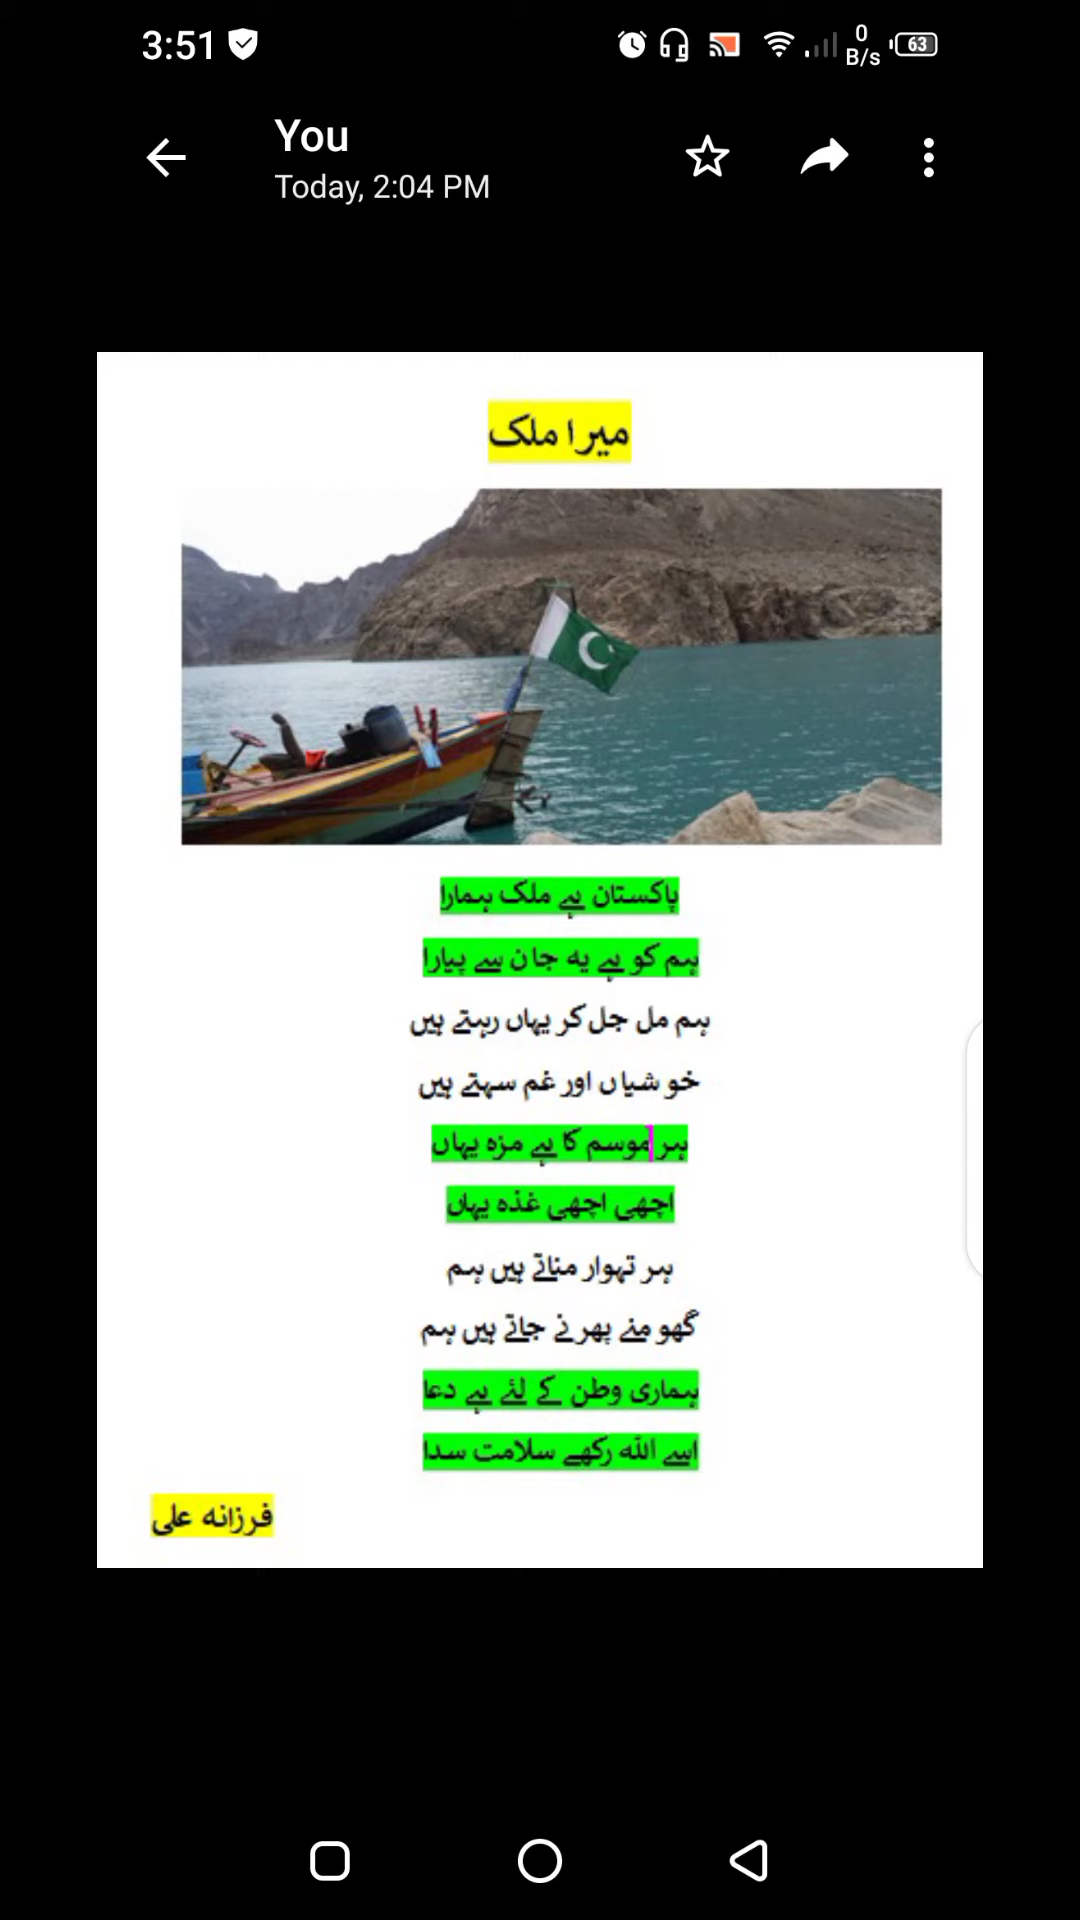 3:51
0
B/s
63
You
Today, 2:04 PM
میرا ملک
پاکستان ہے ملک ہمارا
ہم کو ہے یہ جان سے پیارا
ہم مل جل کر یہاں رہتے ہیں
خوشیاں اور غم سہتے ہیں
ہر موسم کا ہے مزہ یہاں
اچھی اچھی غذہ یہاں
ہر تہوار مناتے ہیں ہم
گھومنے پھرنے جاتے ہیں ہم
ہماری وطن کے لئے ہے دعا
اسے اللہ رکھے سلامت سدا
فرزانہ علی